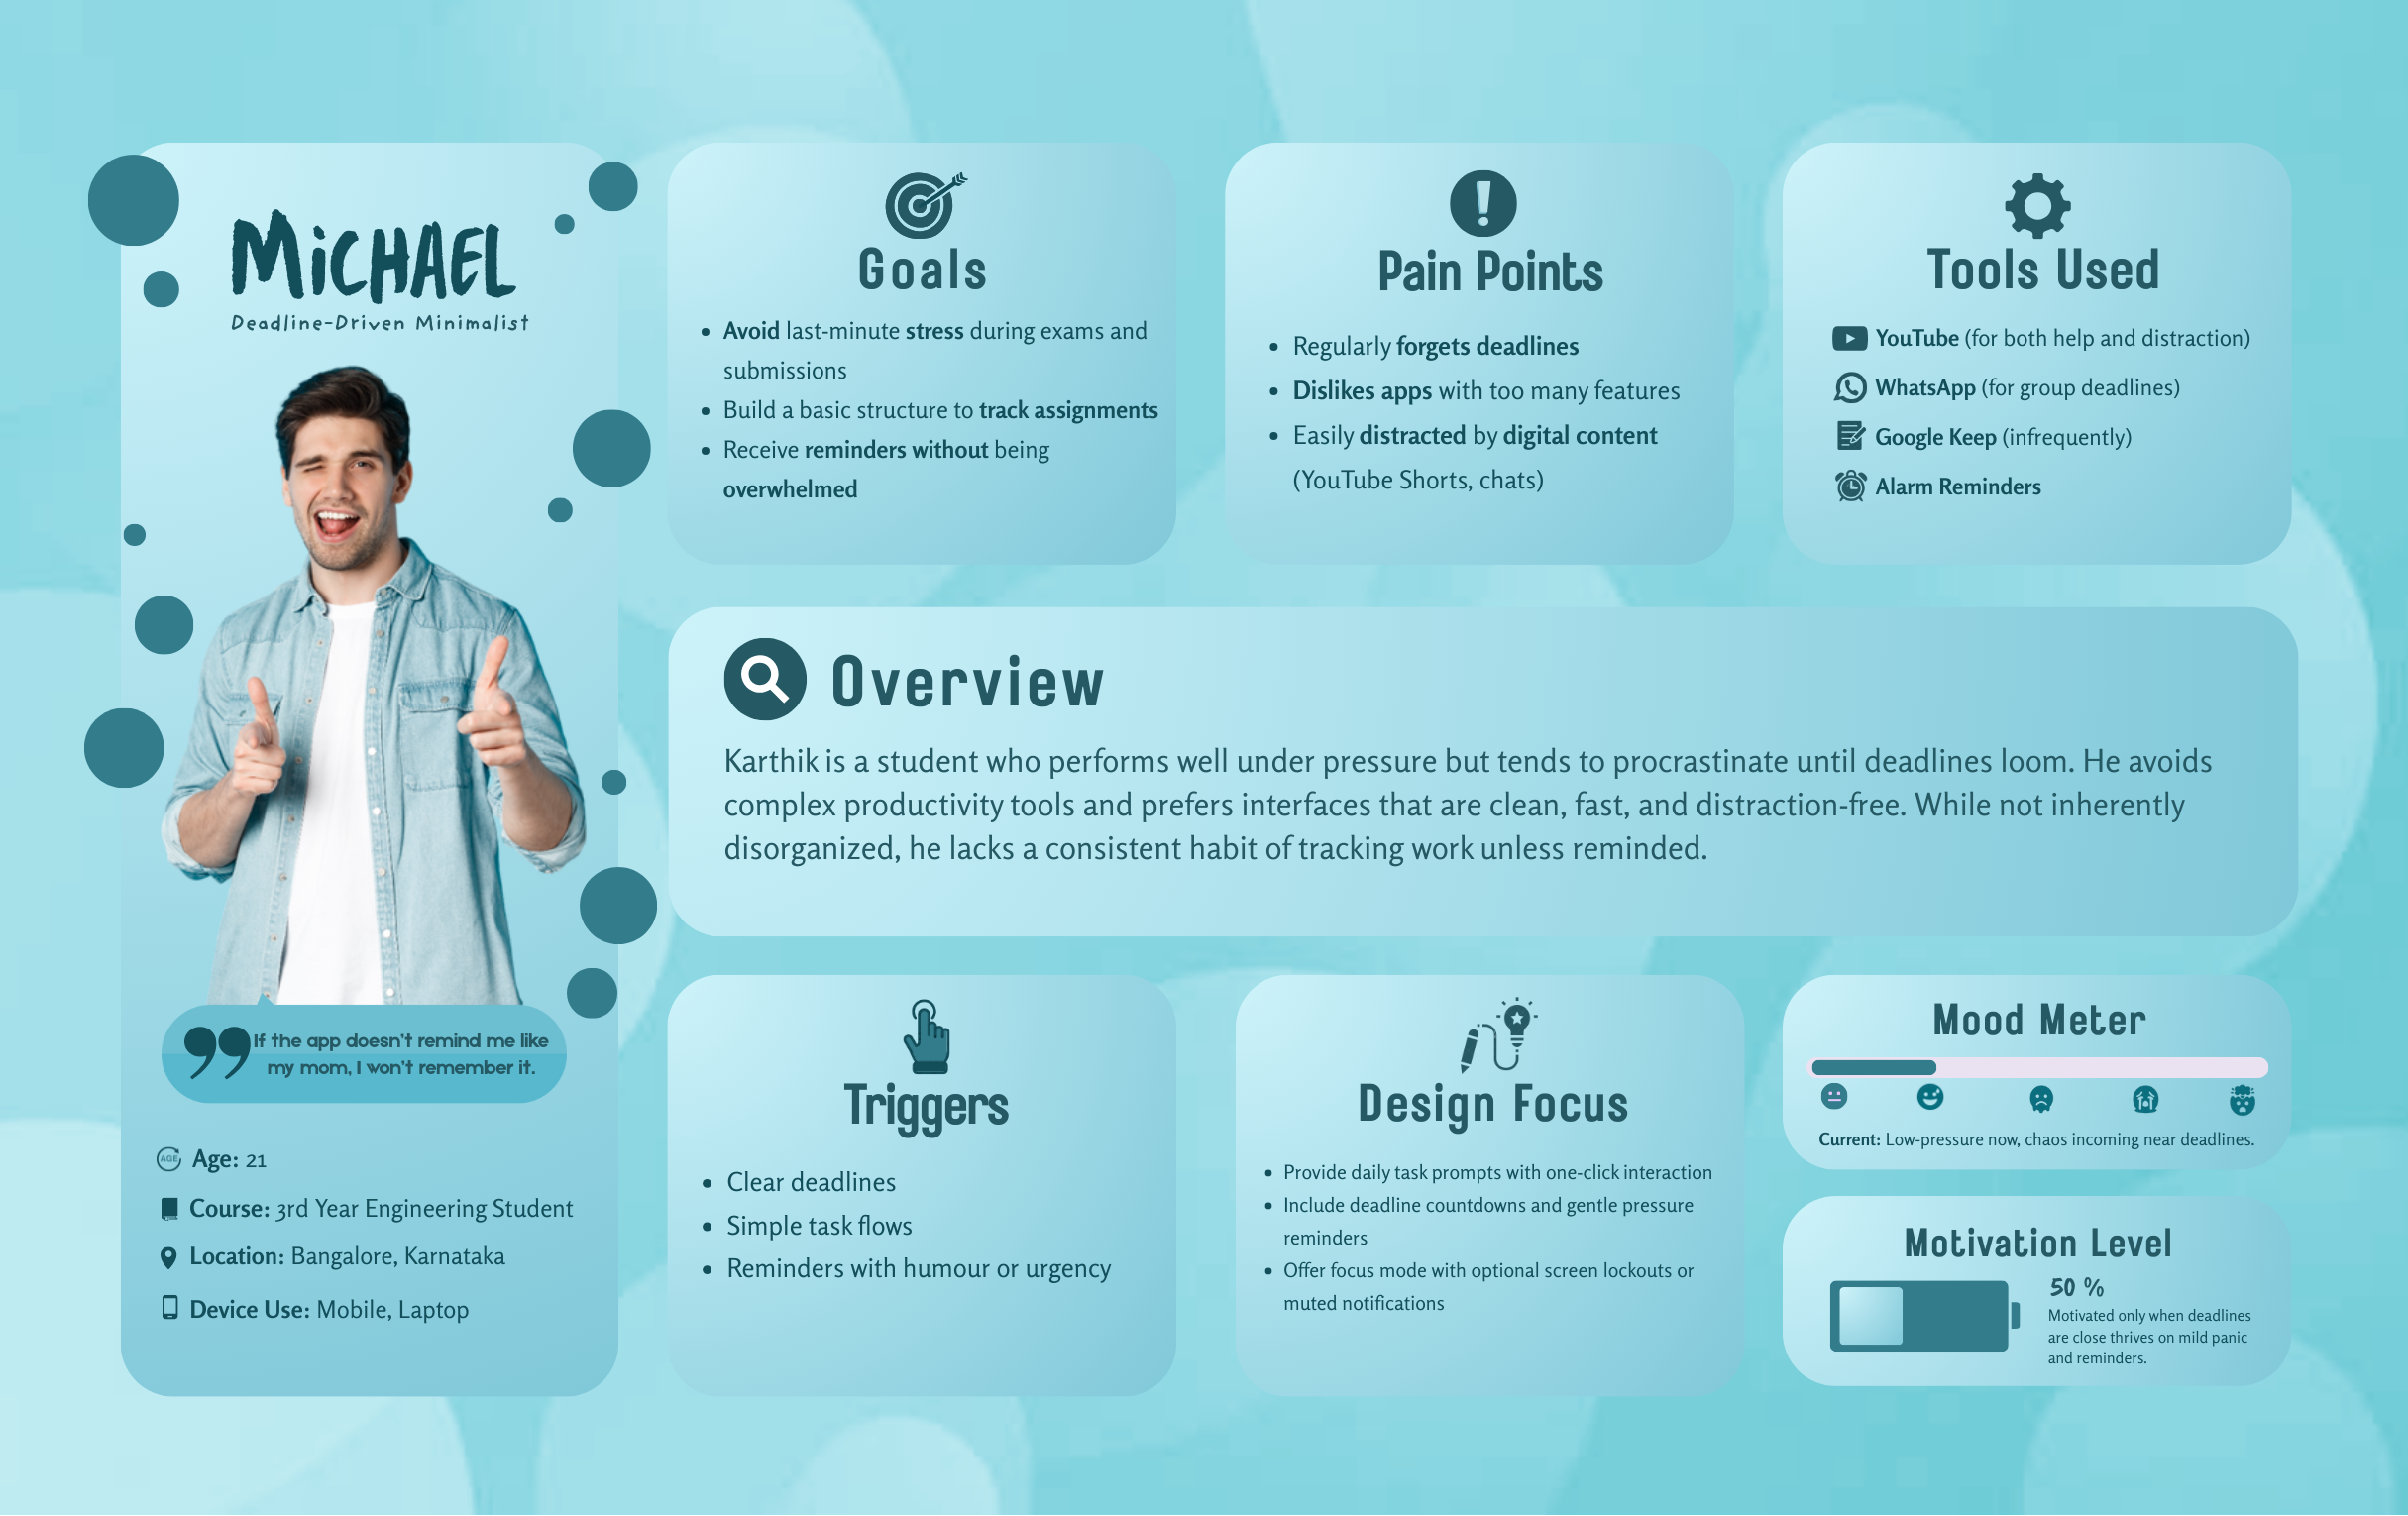 MiCHAEL
Deadline-Driven Minimalist
If the app doesn't remind me like
my mom, I won't remember it.
AGE
Age: 21
Course: 3rd Year Engineering Student
Location: Bangalore, Karnataka
Device Use: Mobile, Laptop
Goals
• Avoid last-minute stress during exams and
submissions
• Build a basic structure to track assignments
• Receive reminders without being
overwhelmed
Pain Points
• Regularly forgets deadlines
• Dislikes apps with too many features
• Easily distracted by digital content
(YouTube Shorts, chats)
Tools Used
YouTube (for both help and distraction)
WhatsApp (for group deadlines)
Google Keep (infrequently)
Alarm Reminders
Overview
Karthik is a student who performs well under pressure but tends to procrastinate until deadlines loom. He avoids
complex productivity tools and prefers interfaces that are clean, fast, and distraction-free. While not inherently
disorganized, he lacks a consistent habit of tracking work unless reminded.
Triggers
• Clear deadlines
• Simple task flows
• Reminders with humour or urgency
Design Focus
• Provide daily task prompts with one-click interaction
• Include deadline countdowns and gentle pressure
reminders
• Offer focus mode with optional screen lockouts or
muted notifications
Mood Meter
Current: Low-pressure now, chaos incoming near deadlines.
Motivation Level
50 %
Motivated only when deadlines
are close thrives on mild panic
and reminders.